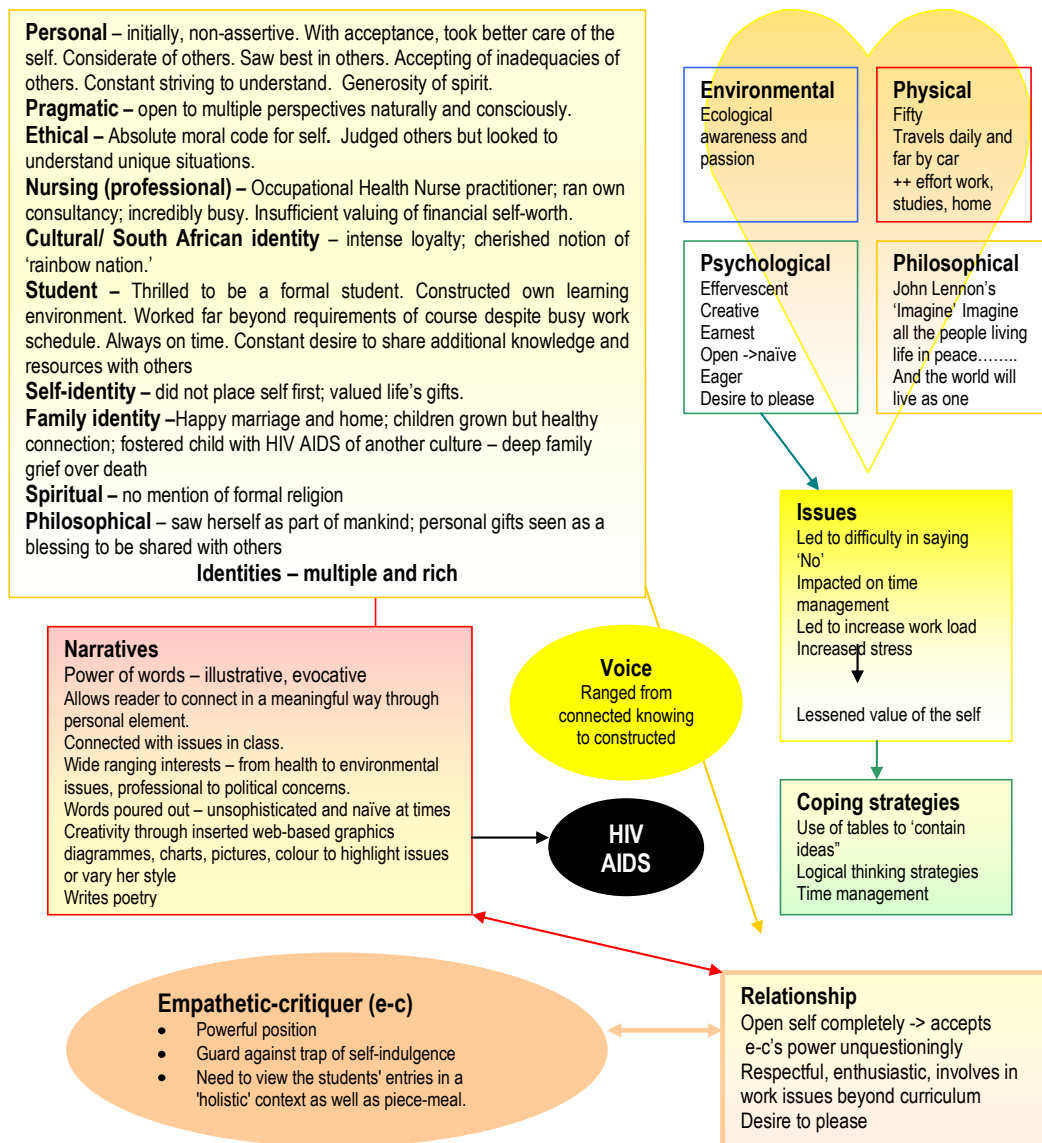 Personal – initially, non-assertive. With acceptance, took better care of the
self. Considerate of others. Saw best in others. Accepting of inadequacies of
others. Constant striving to understand.  Generosity of spirit.
Pragmatic – open to multiple perspectives naturally and consciously.
Ethical – Absolute moral code for self.  Judged others but looked to
understand unique situations.
Nursing (professional) – Occupational Health Nurse practitioner; ran own
consultancy; incredibly busy. Insufficient valuing of financial self-worth.
Cultural/ South African identity – intense loyalty; cherished notion of
'rainbow nation.'
Student – Thrilled to be a formal student. Constructed own learning
environment. Worked far beyond requirements of course despite busy work
schedule. Always on time. Constant desire to share additional knowledge and
resources with others
Self-identity – did not place self first; valued life's gifts.
Family identity –Happy marriage and home; children grown but healthy
connection; fostered child with HIV AIDS of another culture – deep family
grief over death
Spiritual – no mention of formal religion
Philosophical – saw herself as part of mankind; personal gifts seen as a
blessing to be shared with others
Identities – multiple and rich
Environmental
Ecological
awareness and
passion
Physical
Fifty
Travels daily and
far by car
++ effort work,
studies, home
Psychological
Effervescent
Creative
Earnest
Open ->naïve
Eager
Desire to please
Philosophical
John Lennon's
'Imagine' Imagine
all the people living
life in peace……..
And the world will
live as one
Issues
Led to difficulty in saying
'No'
Impacted on time
management
Led to increase work load
Increased stress
Lessened value of the self
Narratives
Power of words – illustrative, evocative
Allows reader to connect in a meaningful way through
personal element.
Connected with issues in class.
Wide ranging interests – from health to environmental
issues, professional to political concerns.
Words poured out – unsophisticated and naïve at times
Creativity through inserted web-based graphics
diagrammes, charts, pictures, colour to highlight issues
or vary her style
Writes poetry
Voice
Ranged from
connected knowing
to constructed
HIV
AIDS
Coping strategies
Use of tables to 'contain
ideas"
Logical thinking strategies
Time management
Empathetic-critiquer (e-c)
• Powerful position
• Guard against trap of self-indulgence
• Need to view the students' entries in a
'holistic' context as well as piece-meal.
Relationship
Open self completely -> accepts
e-c's power unquestioningly
Respectful, enthusiastic, involves in
work issues beyond curriculum
Desire to please